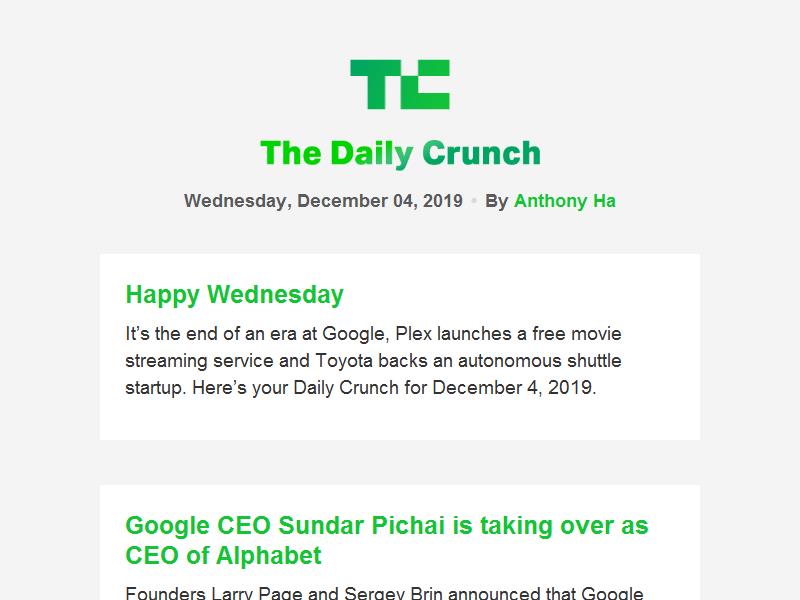 TC
The Daily Crunch
Wednesday, December 04, 2019 • By Anthony Ha
Happy Wednesday
It’s the end of an era at Google, Plex launches a free movie
streaming service and Toyota backs an autonomous shuttle
startup. Here’s your Daily Crunch for December 4, 2019.
Google CEO Sundar Pichai is taking over as
CEO of Alphabet
Founders Larry Page and Sergey Brin announced that Google